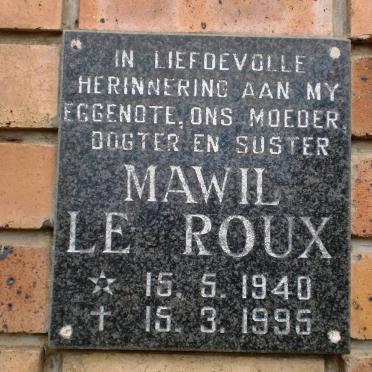 IN LIEFDEVOLLE
HERINNERING AAN MY
EGGENOTE, ONS MOEDER,
DOGTER EN SUSTER
MAWIL
LE ROUX
☆ 15. 5. 1940
✝ 15. 3. 1995